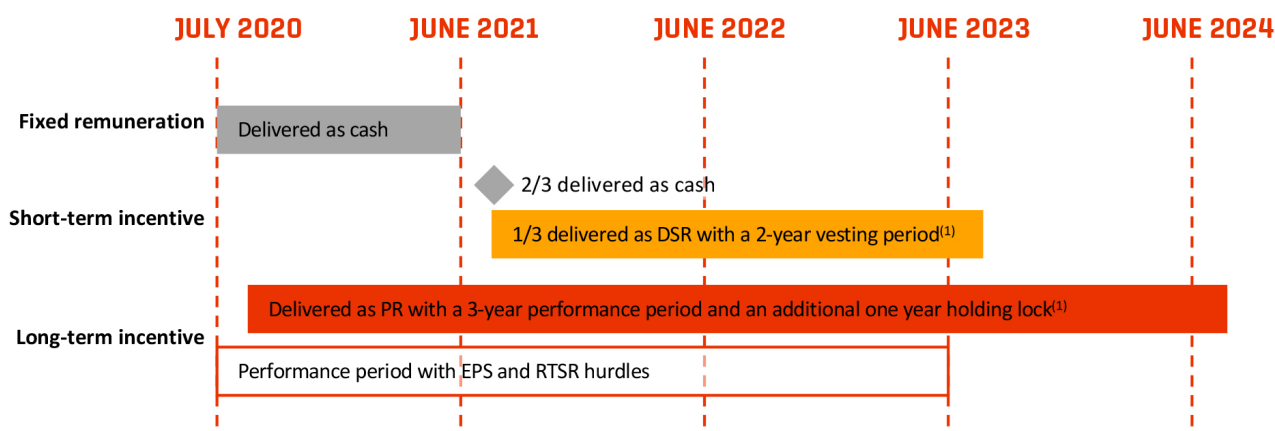 JULY 2020
JUNE 2021
JUNE 2022
JUNE 2023
JUNE 2024
Fixed remuneration
Delivered as cash
2/3 delivered as cash
Short-term incentive
1/3 delivered as DSR with a 2-year vesting period(1)
Delivered as PR with a 3-year performance period and an additional one year holding lock(1)
Long-term incentive
Performance period with EPS and RTSR hurdles